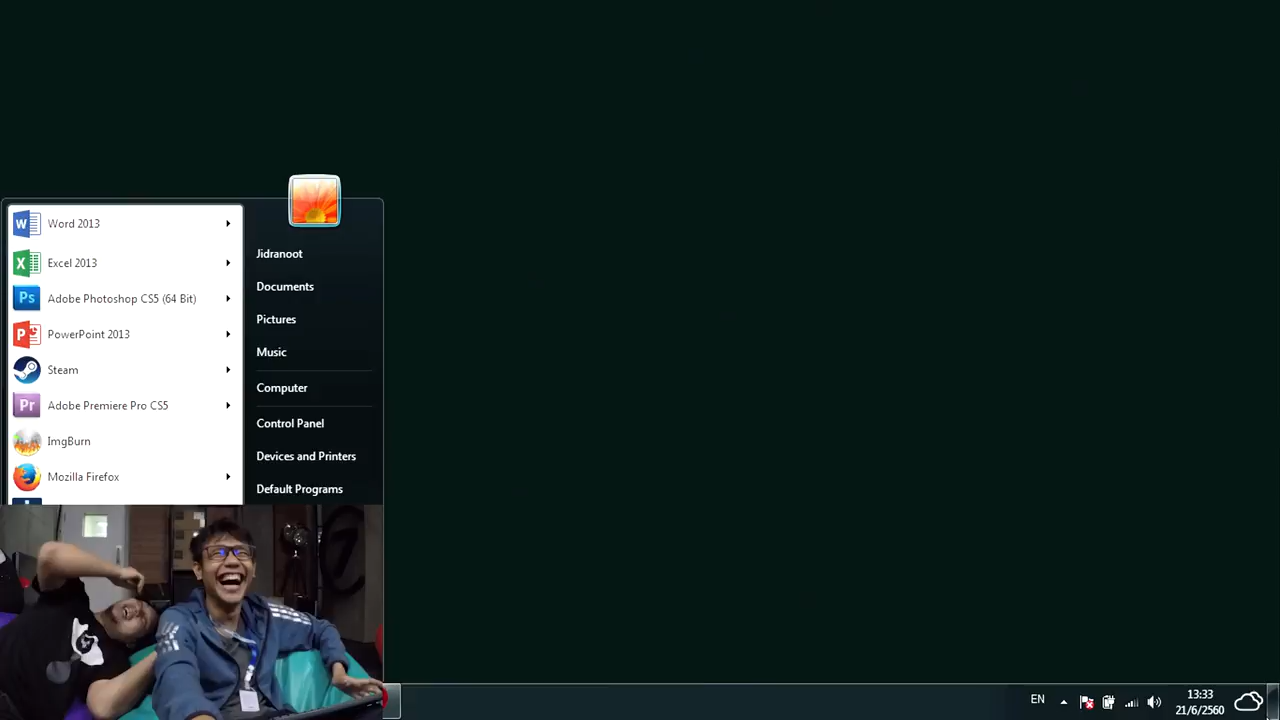 Word 2013
Excel 2013
Adobe Photoshop CS5 (64 Bit)
PowerPoint 2013
Steam
Adobe Premiere Pro CS5
ImgBurn
Mozilla Firefox
Jidranoot
Documents
Pictures
Music
Computer
Control Panel
Devices and Printers
Default Programs
EN
13:33
21/6/2560